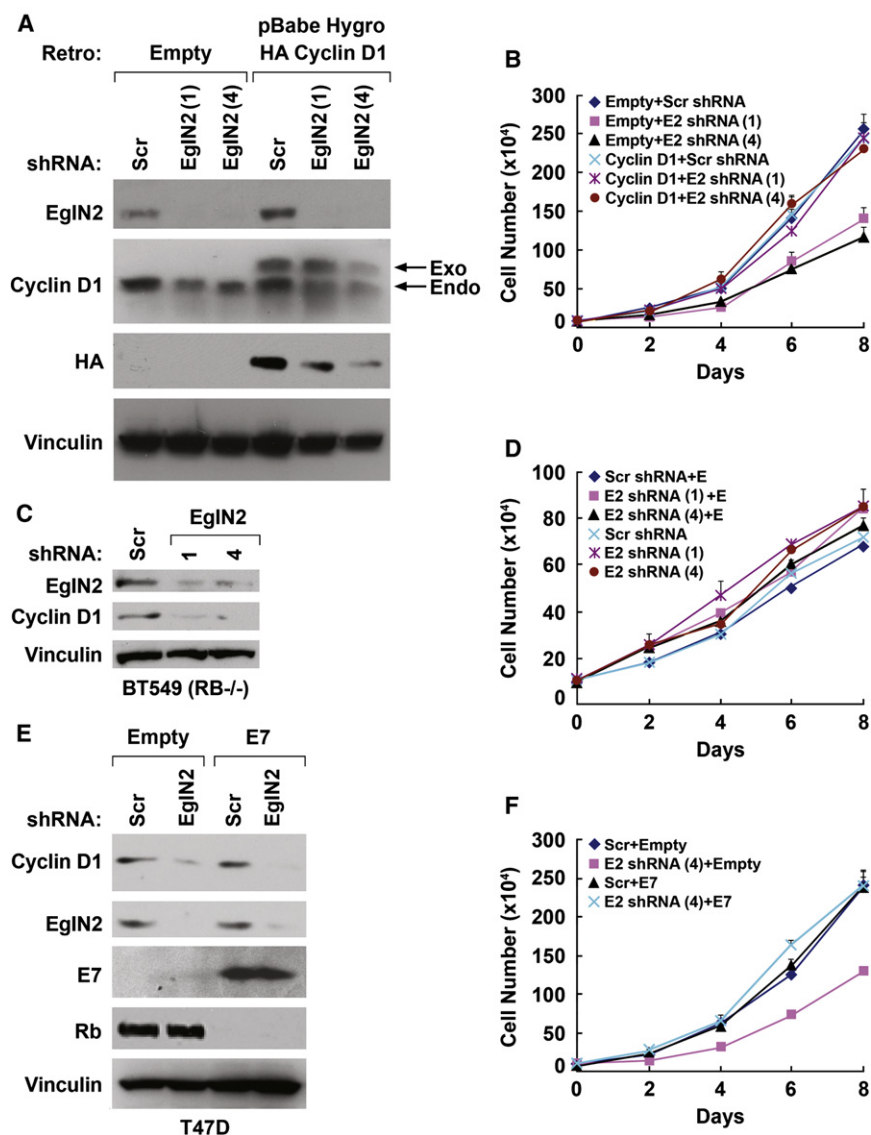 A
pBabe Hygro
Retro: Empty HA Cyclin D1
shRNA: Scr EglN2 (1) EglN2 (4) Scr EglN2 (1) EglN2 (4)
EglN2
Cyclin D1
Exo
Endo
HA
Vinculin
B
Empty+Scr shRNA
Empty+E2 shRNA (1)
Empty+E2 shRNA (4)
Cyclin D1+Scr shRNA
Cyclin D1+E2 shRNA (1)
Cyclin D1+E2 shRNA (4)
Cell Number (x10⁴)
300
250
200
150
100
50
0
0 2 4 6 8
Days
C
EglN2
shRNA: Scr 1 4
EglN2
Cyclin D1
Vinculin
BT549 (RB-/-)
D
Scr shRNA+E
E2 shRNA (1) +E
E2 shRNA (4)+E
Scr shRNA
E2 shRNA (1)
E2 shRNA (4)
Cell Number (x10⁴)
100
80
60
40
20
0
0 2 4 6 8
Days
E
Empty E7
shRNA: Scr EglN2 Scr EglN2
Cyclin D1
EglN2
E7
Rb
Vinculin
T47D
F
Scr+Empty
E2 shRNA (4)+Empty
Scr+E7
E2 shRNA (4)+E7
Cell Number (x10⁴)
300
250
200
150
100
50
0
0 2 4 6 8
Days